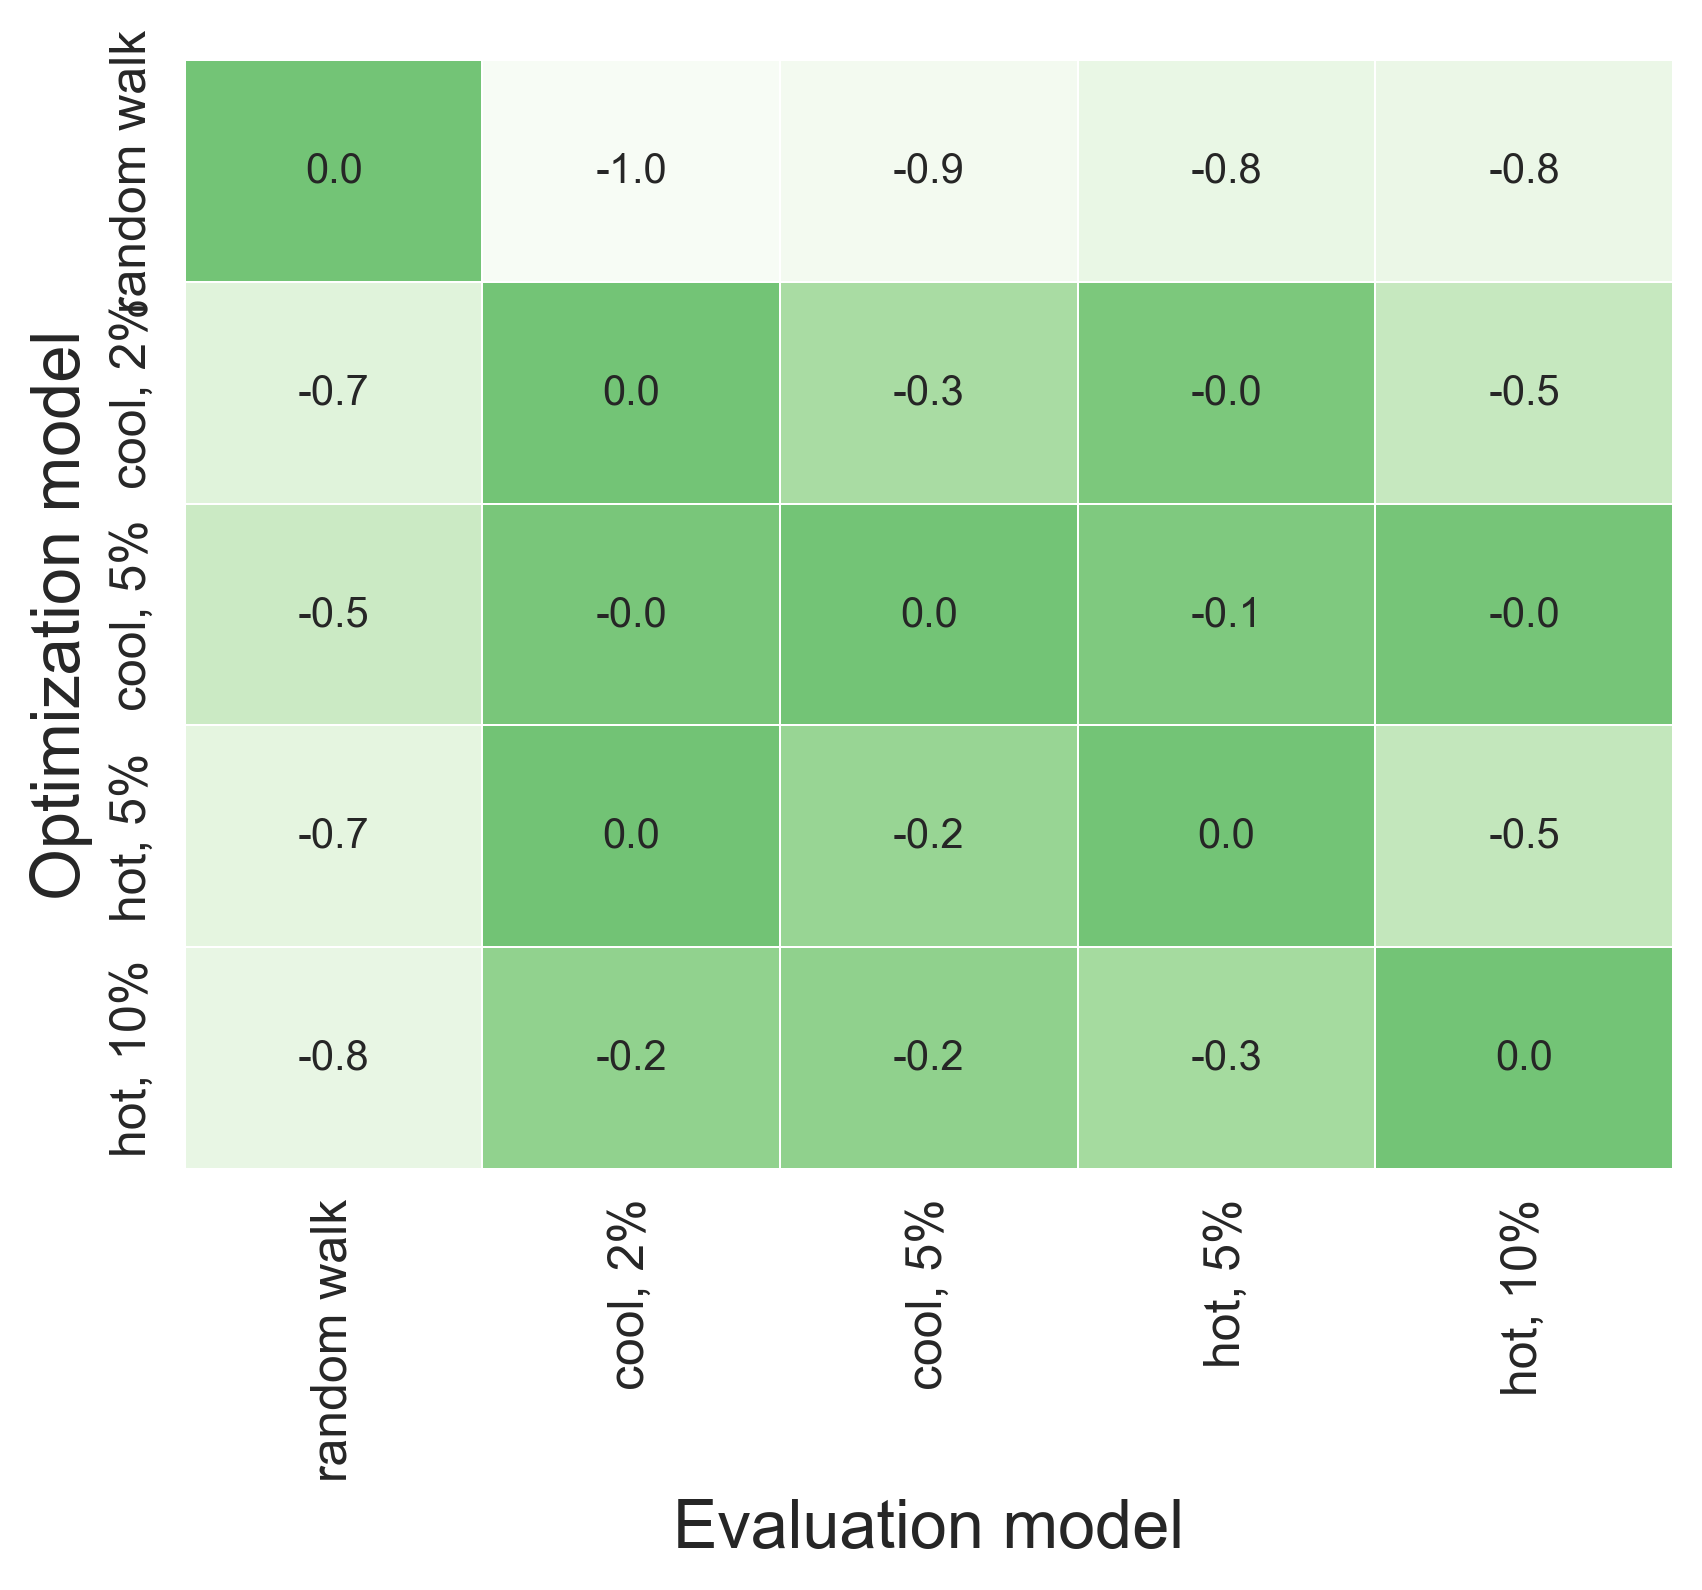 Optimization model
random walk
0.0 -1.0 -0.9 -0.8 -0.8
cool, 2%
-0.7 0.0 -0.3 -0.0 -0.5
cool, 5%
-0.5 -0.0 0.0 -0.1 -0.0
hot, 5%
-0.7 0.0 -0.2 0.0 -0.5
hot, 10%
-0.8 -0.2 -0.2 -0.3 0.0
random walk
cool, 2%
cool, 5%
hot, 5%
hot, 10%
Evaluation model